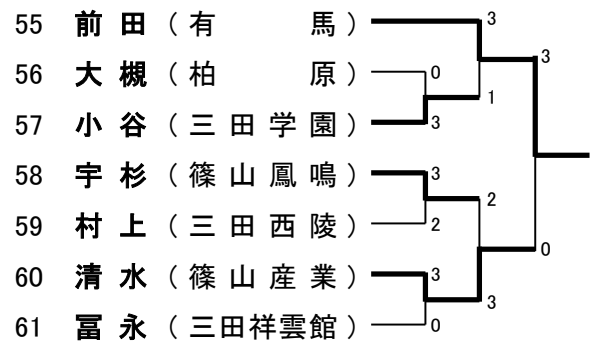 55 前田（有馬） 3
56 大槻（柏原） 0
57 小谷（三田学園） 3
58 宇杉（篠山鳳鳴） 3
59 村上（三田西陵） 2
60 清水（篠山産業） 3
61 冨永（三田祥雲館） 0
1
2
3
3
0